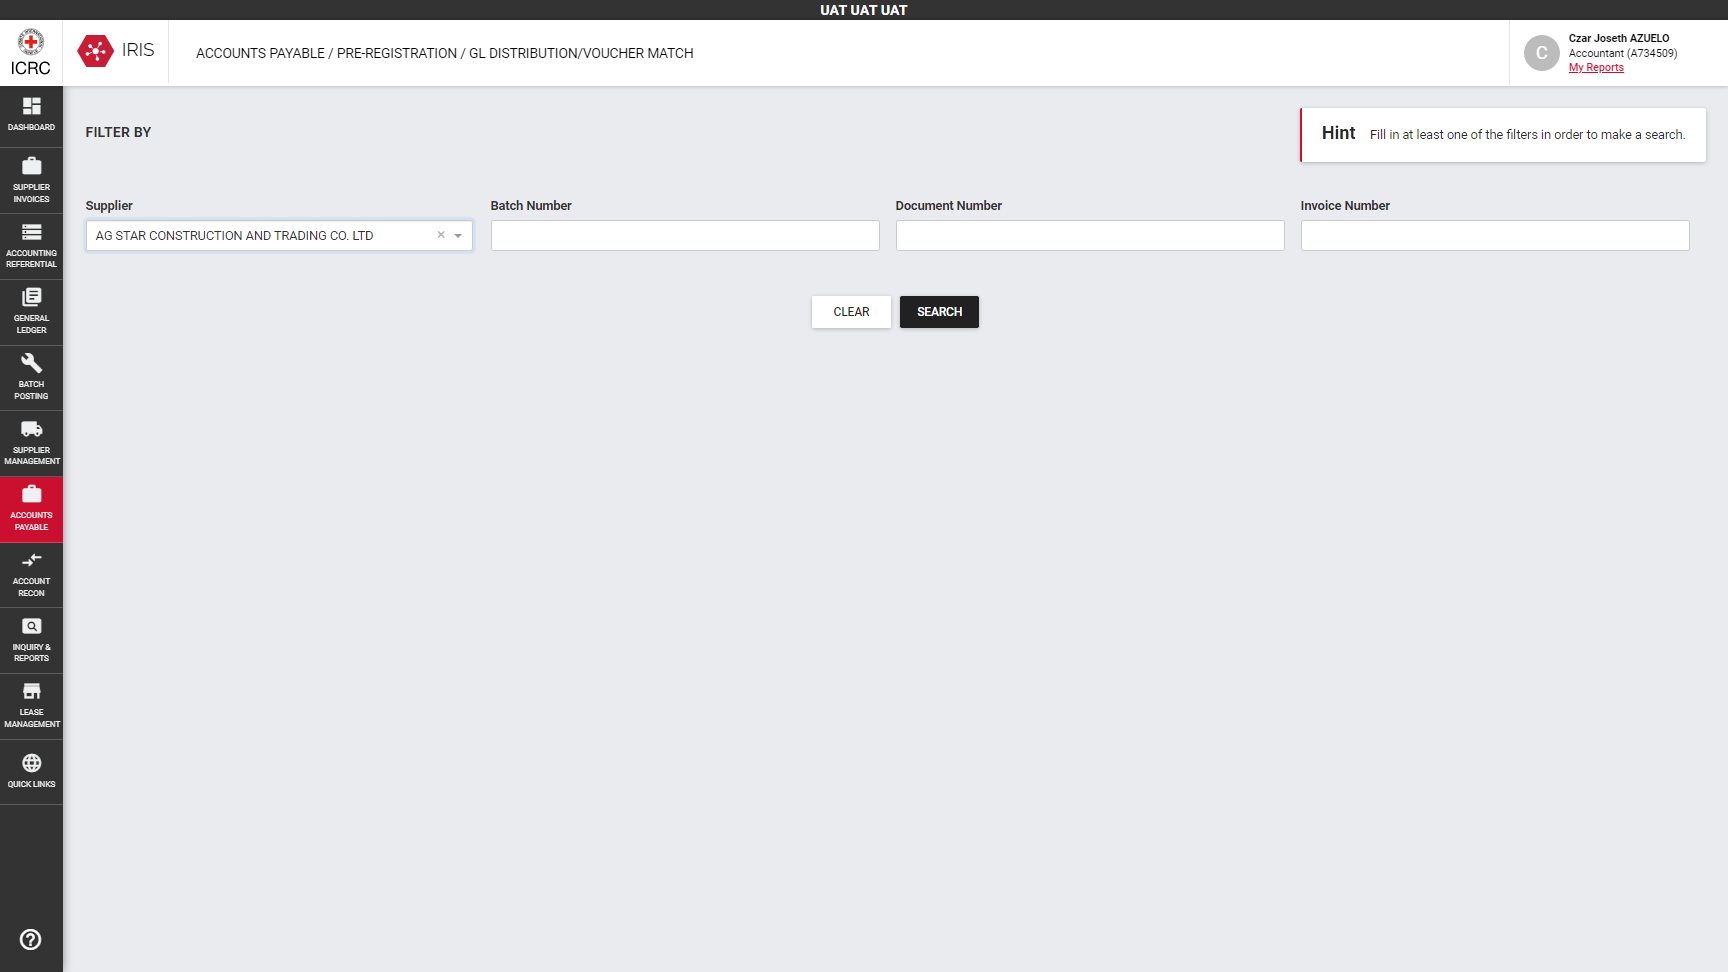 UAT UAT UAT
ICRC
IRIS
ACCOUNTS PAYABLE / PRE-REGISTRATION / GL DISTRIBUTION/VOUCHER MATCH
C
Czar Joseth AZUELO
Accountant (A734509)
My Reports
DASHBOARD
SUPPLIER
INVOICES
ACCOUNTING
REFERENTIAL
GENERAL
LEDGER
BATCH
POSTING
SUPPLIER
MANAGEMENT
ACCOUNTS
PAYABLE
ACCOUNT
RECON
INQUIRY &
REPORTS
LEASE
MANAGEMENT
QUICK LINKS
FILTER BY
Hint Fill in at least one of the filters in order to make a search.
Supplier
AG STAR CONSTRUCTION AND TRADING CO. LTD ×
Batch Number
Document Number
Invoice Number
CLEAR
SEARCH